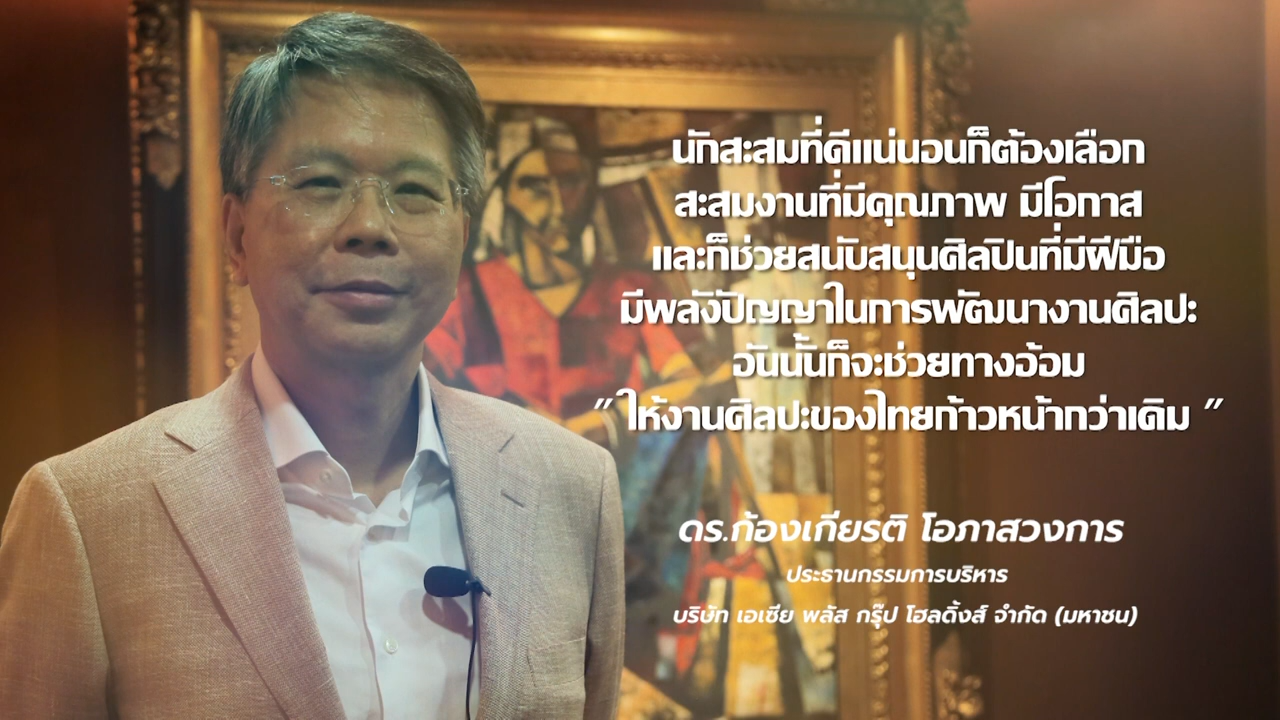 นักสะสมที่ดีแน่นอนก็ต้องเลือก
สะสมงานที่มีคุณภาพ มีโอกาส
และก็ช่วยสนับสนุนศิลปินที่มีฝีมือ
มีพลังปัญญาในการพัฒนางานศิลปะ
อันนั้นก็จะช่วยทางอ้อม
" ให้งานศิลปะของไทยก้าวหน้ากว่าเดิม "
ดร.ก้องเกียรติ โอภาสวงการ
ประธานกรรมการบริหาร
บริษัท เอเซีย พลัส กรุ๊ป โฮลดิ้งส์ จำกัด (มหาชน)